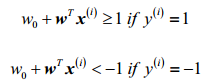 w₀ + wᵀx⁽ⁱ⁾ ≥ 1 if y⁽ⁱ⁾ = 1
w₀ + wᵀx⁽ⁱ⁾ < −1 if y⁽ⁱ⁾ = −1